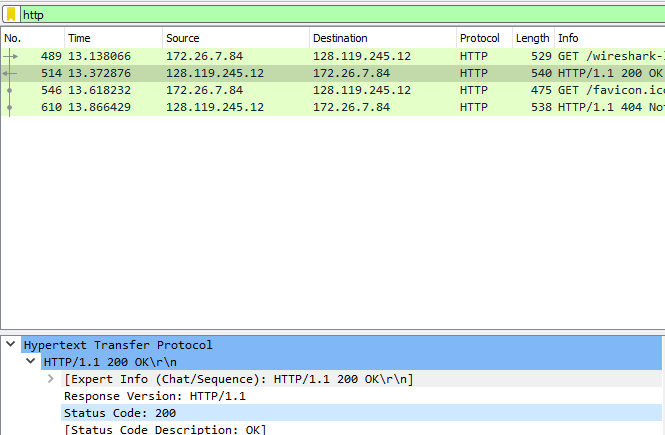 http
No. Time Source Destination Protocol Length Info
489 13.138066 172.26.7.84 128.119.245.12 HTTP 529 GET /wireshark-
514 13.372876 128.119.245.12 172.26.7.84 HTTP 540 HTTP/1.1 200 OK
546 13.618232 172.26.7.84 128.119.245.12 HTTP 475 GET /favicon.ico
610 13.866429 128.119.245.12 172.26.7.84 HTTP 538 HTTP/1.1 404 Not
Hypertext Transfer Protocol
HTTP/1.1 200 OK\r\n
[Expert Info (Chat/Sequence): HTTP/1.1 200 OK\r\n]
Response Version: HTTP/1.1
Status Code: 200
[Status Code Description: OK]